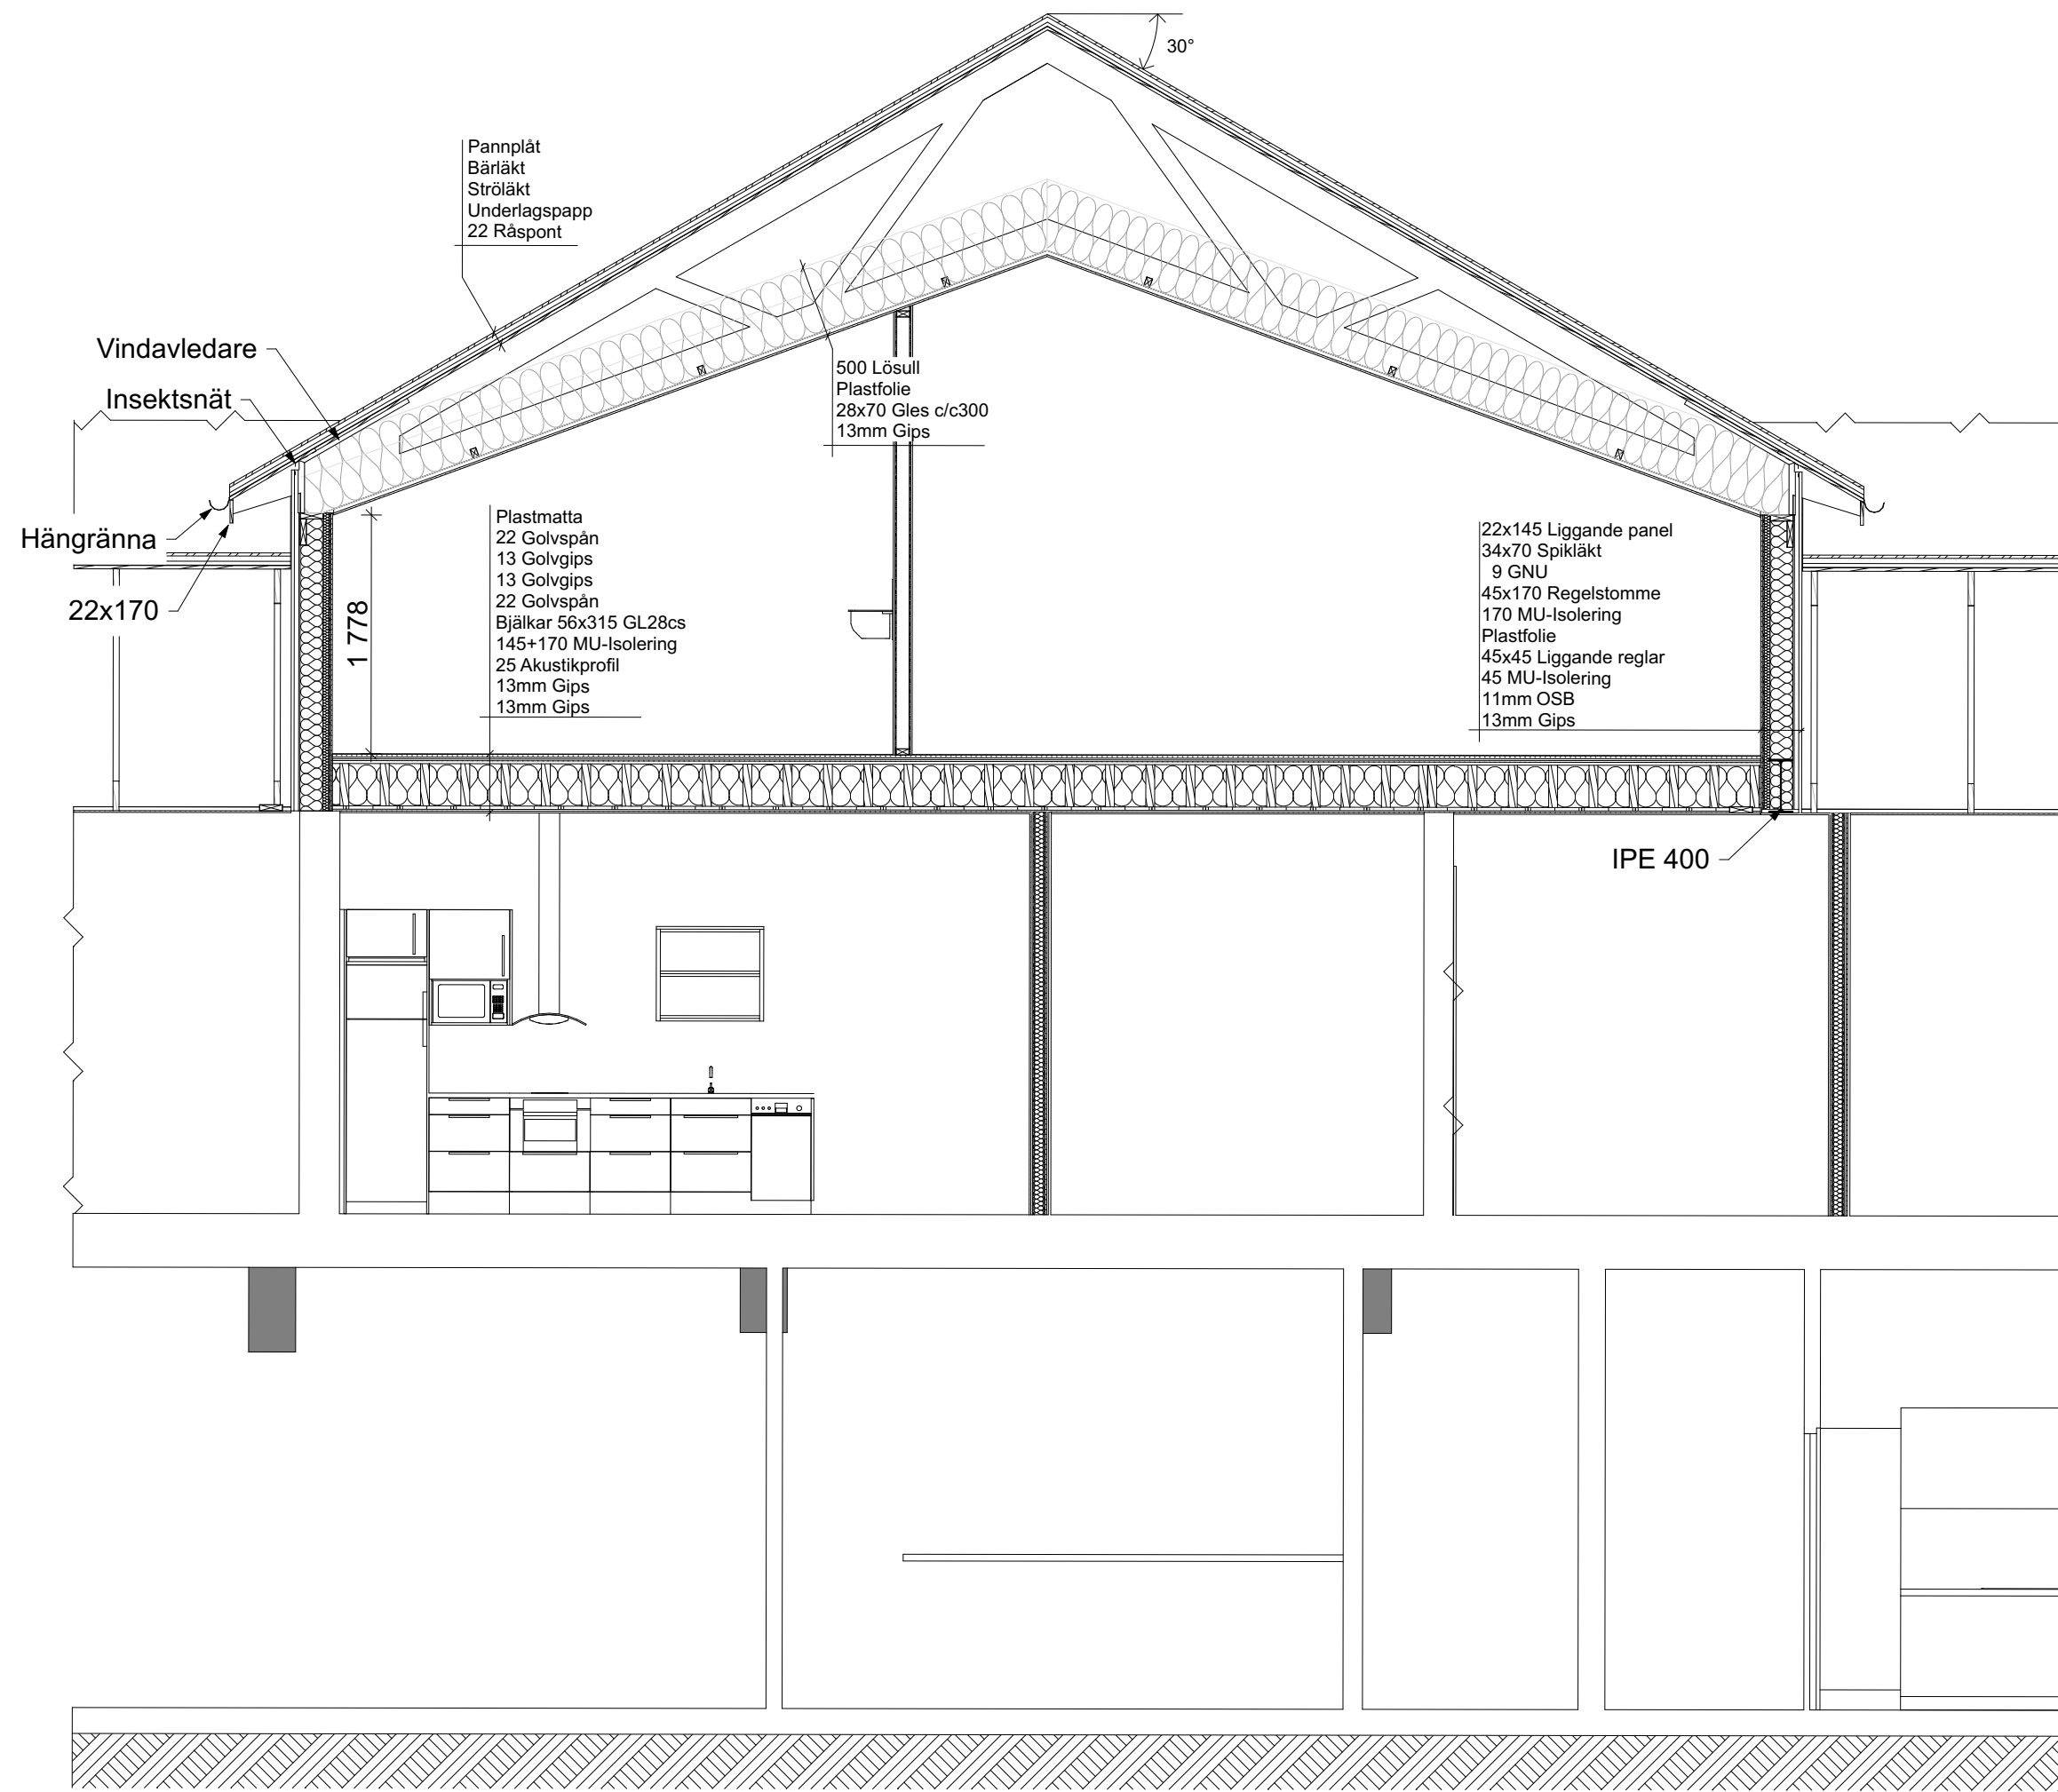 30°
Pannplåt
Bärläkt
Ströläkt
Underlagspapp
22 Råspont
Vindavledare
Insektsnät
500 Lösull
Plastfolie
28x70 Gles c/c300
13mm Gips
Hängränna
22x170
1 778
Plastmatta
22 Golvspån
13 Golvgips
13 Golvgips
22 Golvspån
Bjälkar 56x315 GL28cs
145+170 MU-Isolering
25 Akustikprofil
13mm Gips
13mm Gips
22x145 Liggande panel
34x70 Spikläkt
9 GNU
45x170 Regelstomme
170 MU-Isolering
Plastfolie
45x45 Liggande reglar
45 MU-Isolering
11mm OSB
13mm Gips
IPE 400